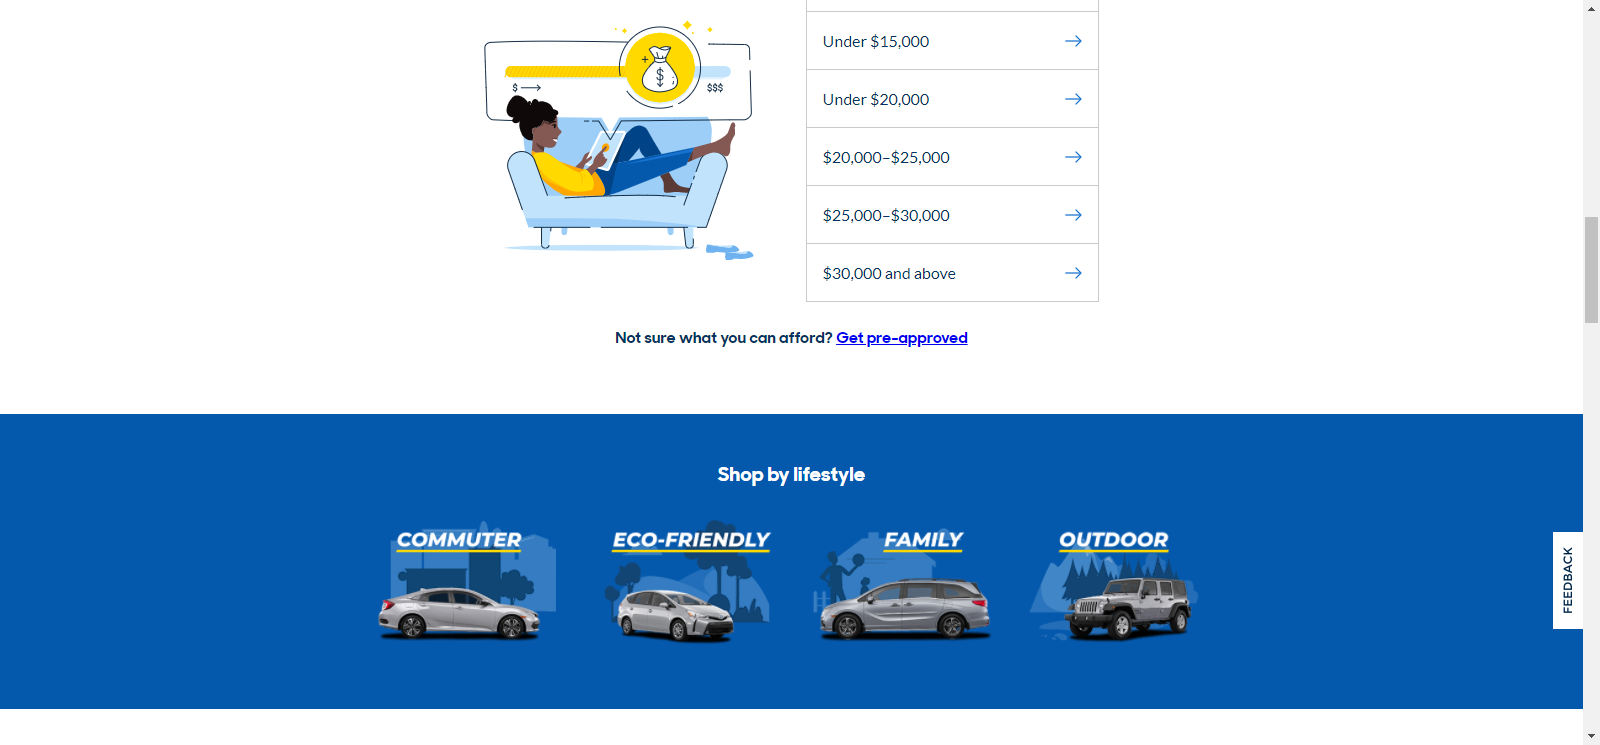 $
$
$$$
Under $15,000
Under $20,000
$20,000–$25,000
$25,000–$30,000
$30,000 and above
Not sure what you can afford? Get pre-approved
Shop by lifestyle
COMMUTER
ECO-FRIENDLY
FAMILY
OUTDOOR
FEEDBACK